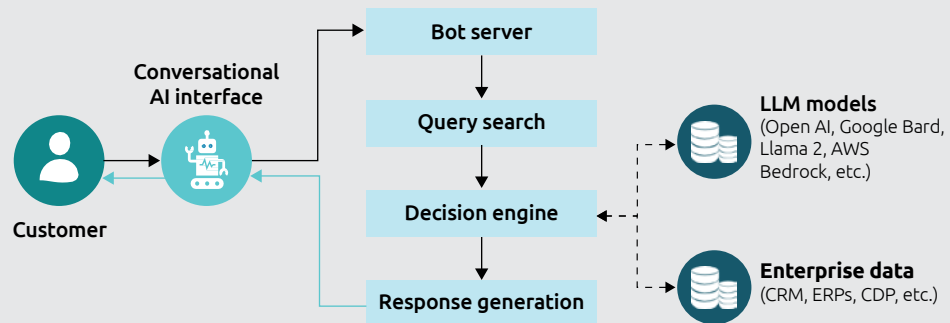 Bot server
Conversational
AI interface
Query search
LLM models
(Open AI, Google Bard,
Llama 2, AWS
Bedrock, etc.)
Customer
Decision engine
Enterprise data
(CRM, ERPs, CDP, etc.)
Response generation